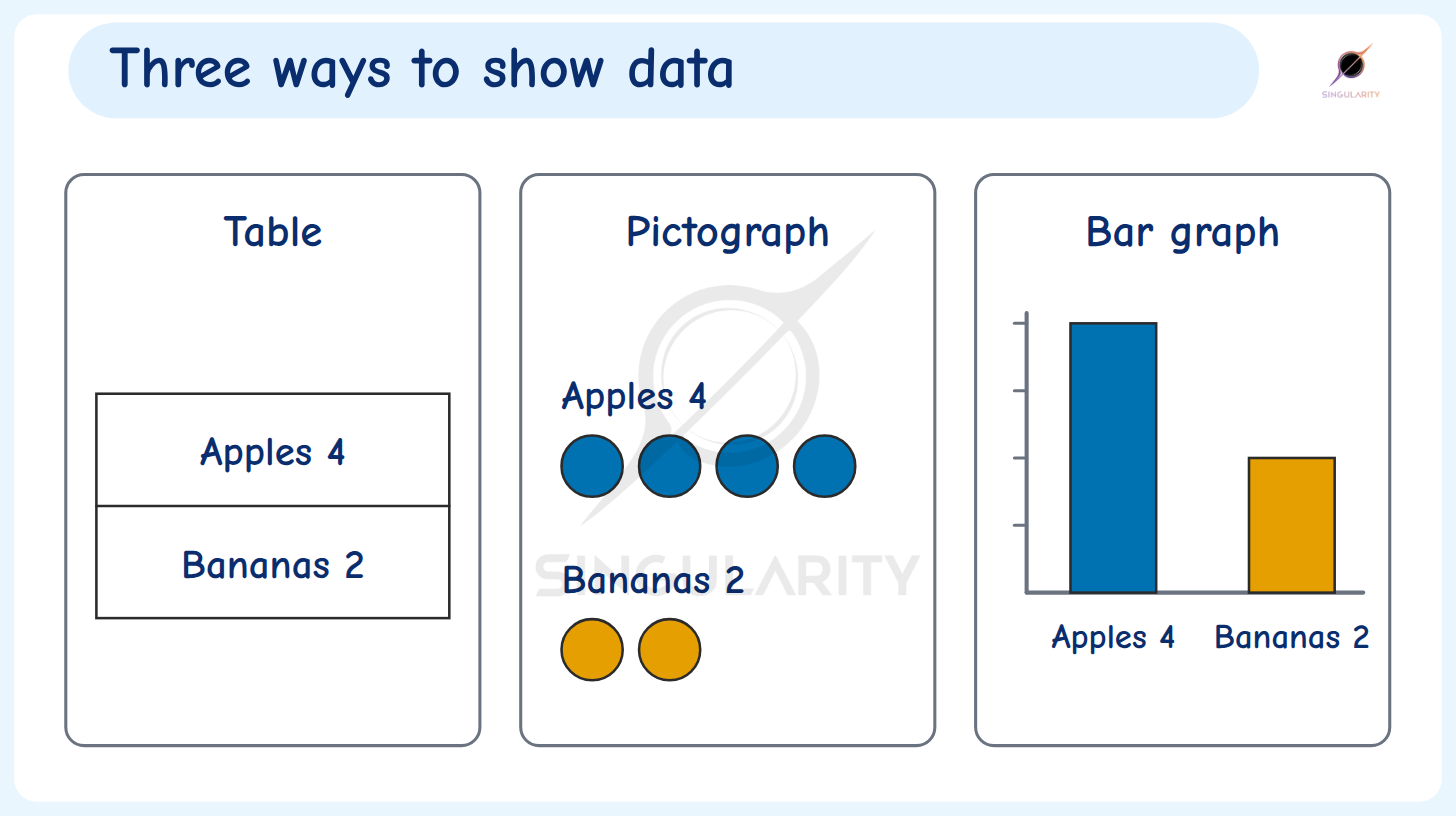 Three ways to show data
SINGULARITY
Table
Apples 4
Bananas 2
Pictograph
Apples 4
Bananas 2
SINGULARITY
Bar graph
Apples 4
Bananas 2